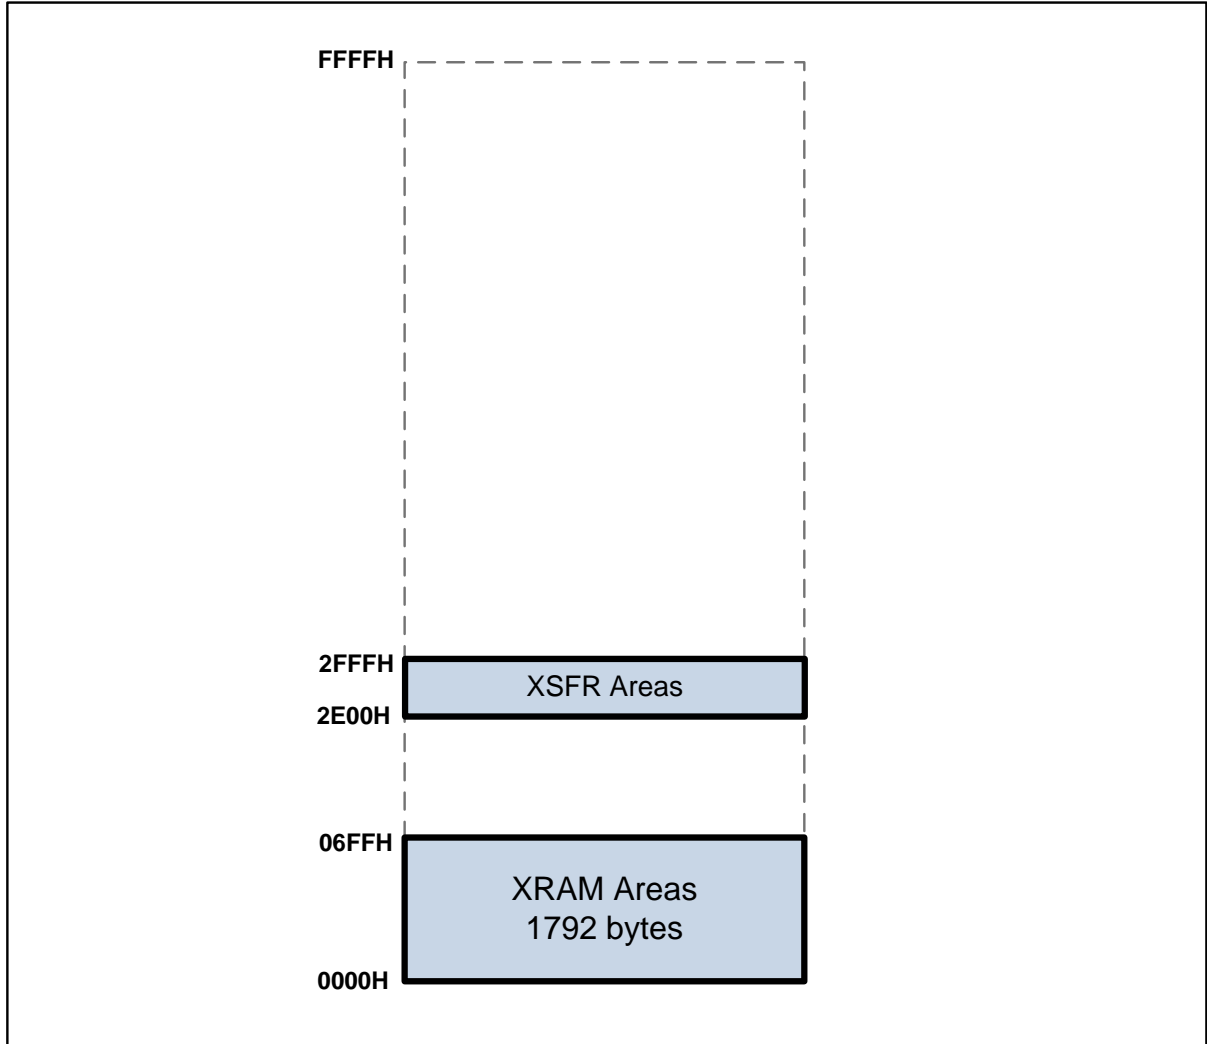 FFFFH
2FFFH
XSFR Areas
2E00H
06FFH
XRAM Areas
1792 bytes
0000H